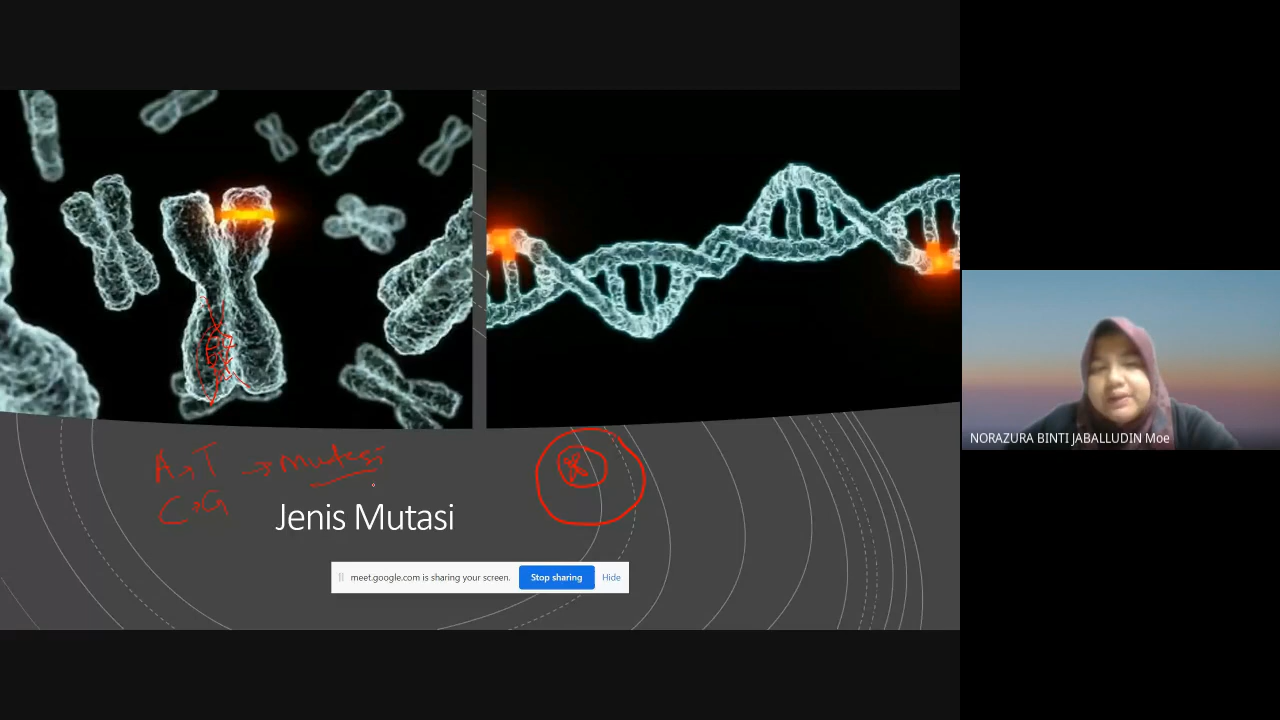 A → T → Mutasi
C → G
Jenis Mutasi
meet.google.com is sharing your screen. Stop sharing Hide
NORAZURA BINTI JABALLUDIN Moe